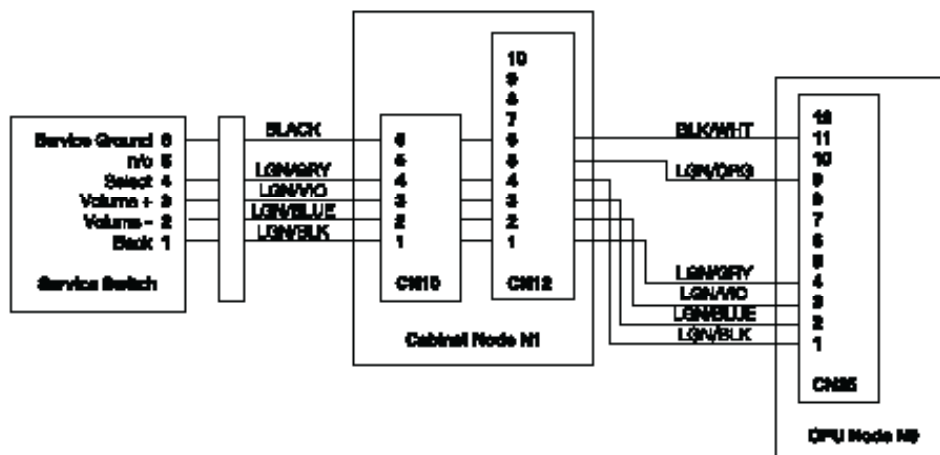 Service Ground 6
n/c 5
Select 4
Volume + 3
Volume - 2
Back 1
Service Switch
BLACK
LGN/GRY
LGN/VIO
LGN/BLUE
LGN/BLK
6
5
4
3
2
1
CN10
10
9
8
7
6
5
4
3
2
1
CN12
Cabinet Node N1
BLK/WHT
LGN/ORG
LGN/GRY
LGN/VIO
LGN/BLUE
LGN/BLK
12
11
10
9
8
7
6
5
4
3
2
1
CPU Node